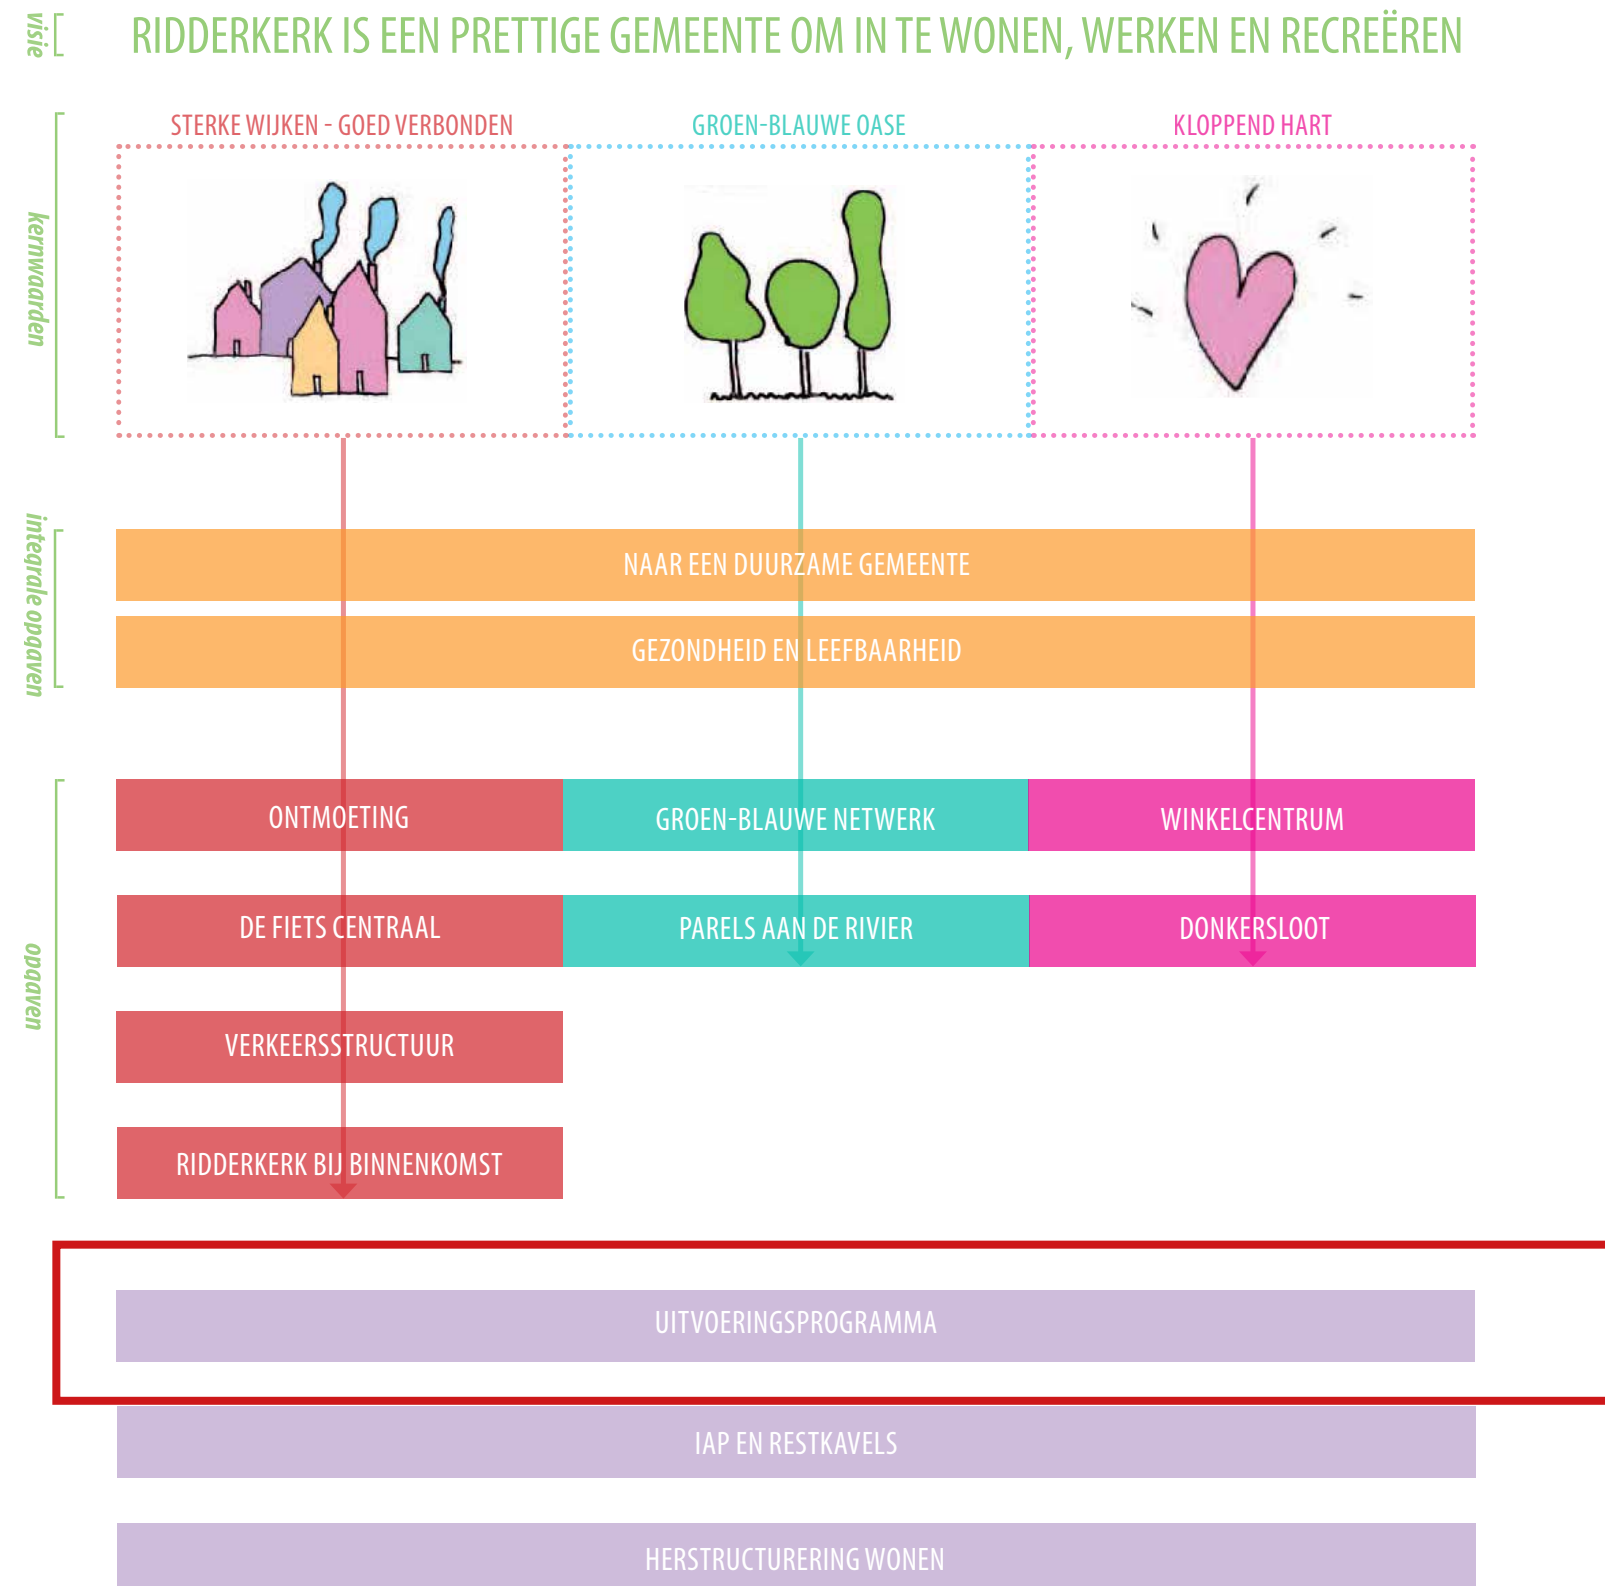 visie
RIDDERKERK IS EEN PRETTIGE GEMEENTE OM IN TE WONEN, WERKEN EN RECREËREN
kernwaarden
STERKE WIJKEN - GOED VERBONDEN
GROEN-BLAUWE OASE
KLOPPEND HART
integrale opgaven
NAAR EEN DUURZAME GEMEENTE
GEZONDHEID EN LEEFBAARHEID
opgaven
ONTMOETING
GROEN-BLAUWE NETWERK
WINKELCENTRUM
DE FIETS CENTRAAL
PARELS AAN DE RIVIER
DONKERSLOOT
VERKEERSSTRUCTUUR
RIDDERKERK BIJ BINNENKOMST
UITVOERINGSPROGRAMMA
IAP EN RESTKAVELS
HERSTRUCTURERING WONEN